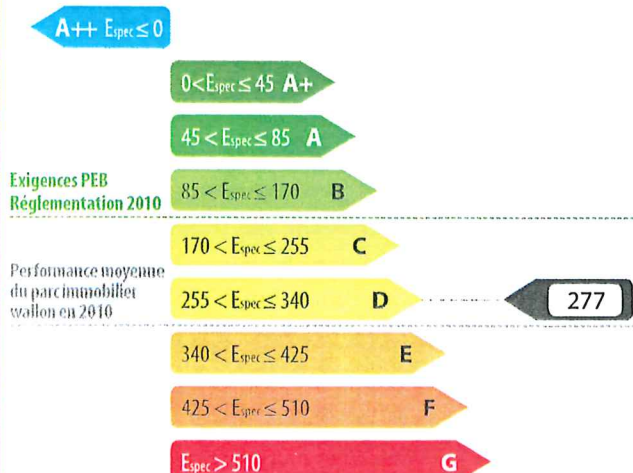 A++ Espec ≤ 0
0 < Espec ≤ 45 A+
45 < Espec ≤ 85 A
Exigences PEB
Réglementation 2010
85 < Espec ≤ 170 B
170 < Espec ≤ 255 C
Performance moyenne
du parc immobilier
wallon en 2010
255 < Espec ≤ 340 D
277
340 < Espec ≤ 425 E
425 < Espec ≤ 510 F
Espec > 510 G